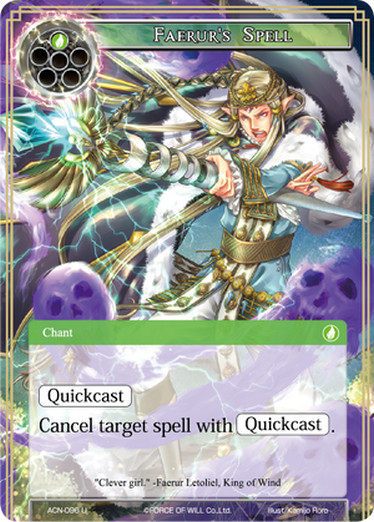 Faerur's Spell
Chant
Quickcast
Cancel target spell with Quickcast.
"Clever girl." -Faerur Letoliel, King of Wind
ACN-096 U ©FORCE OF WILL Co.,Ltd. Illust/Kamijo Roro